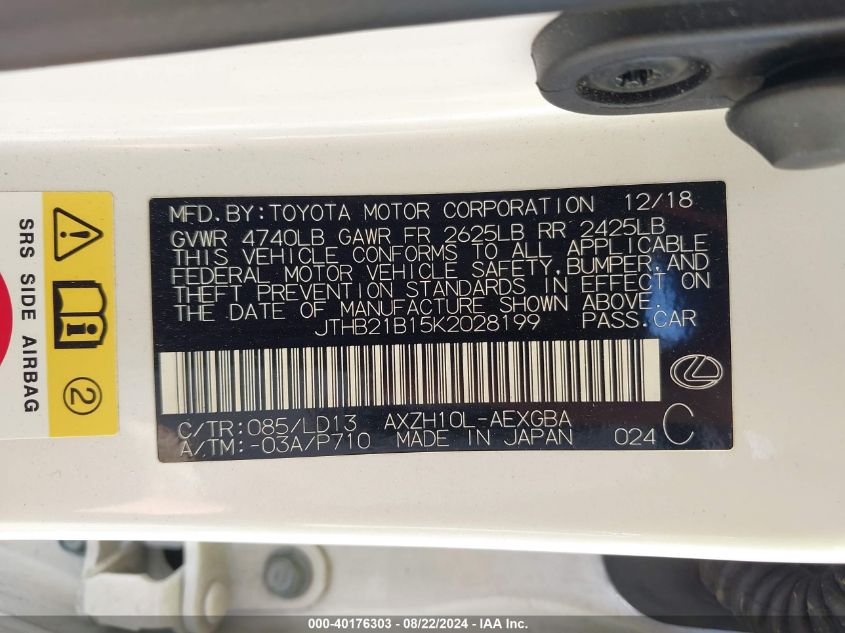 MFD.BY:TOYOTA MOTOR CORPORATION 12/18
GVWR 4740LB GAWR FR 2625LB RR 2425LB
THIS VEHICLE CONFORMS TO ALL APPLICABLE
FEDERAL MOTOR VEHICLE SAFETY,BUMPER,AND
THEFT PREVENTION STANDARDS IN EFFECT ON
THE DATE OF MANUFACTURE SHOWN ABOVE.
JTHB21B15K2028199 PASS.CAR
C/TR:085/LD13 AXZH10L-AEXGBA
A/TM:-03A/P710 MADE IN JAPAN 024 C
SRS SIDE AIRBAG
2
000-40176303 - 08/22/2024 - IAA Inc.